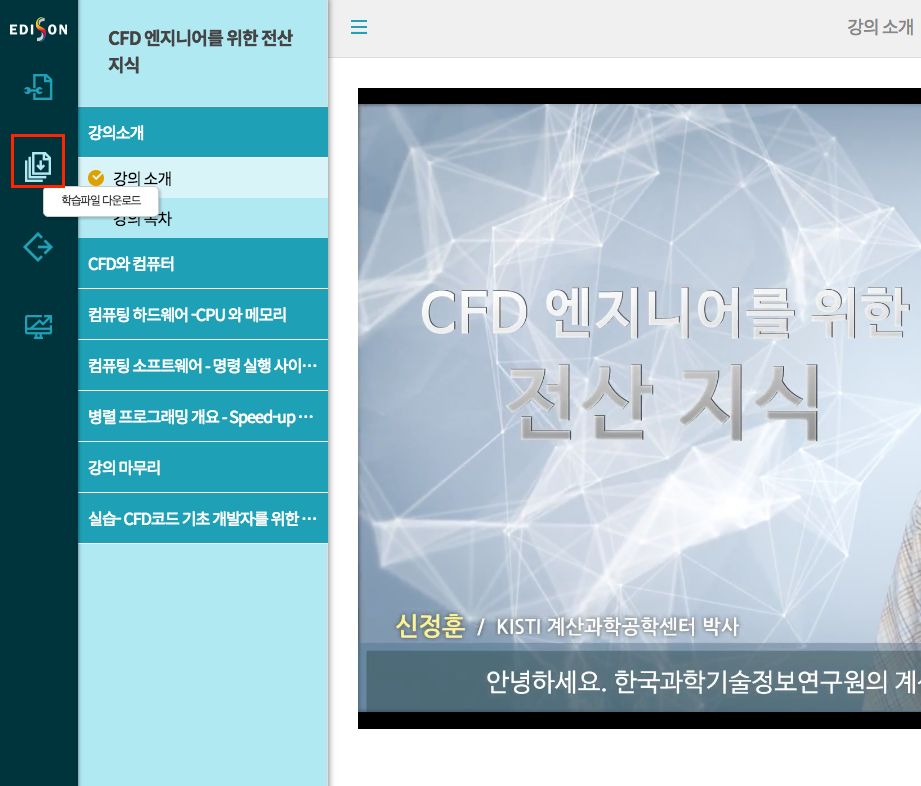 EDISON
CFD 엔지니어를 위한 전산
지식
강의 소개
강의소개
강의 소개
학습파일 다운로드
강의 목차
CFD와 컴퓨터
컴퓨팅 하드웨어 -CPU 와 메모리
컴퓨팅 소프트웨어 - 명령 실행 사이…
병렬 프로그래밍 개요 - Speed-up …
강의 마무리
실습- CFD코드 기초 개발자를 위한 …
CFD 엔지니어를 위한
전산 지식
신정훈 / KISTI 계산과학공학센터 박사
안녕하세요. 한국과학기술정보연구원의 계산